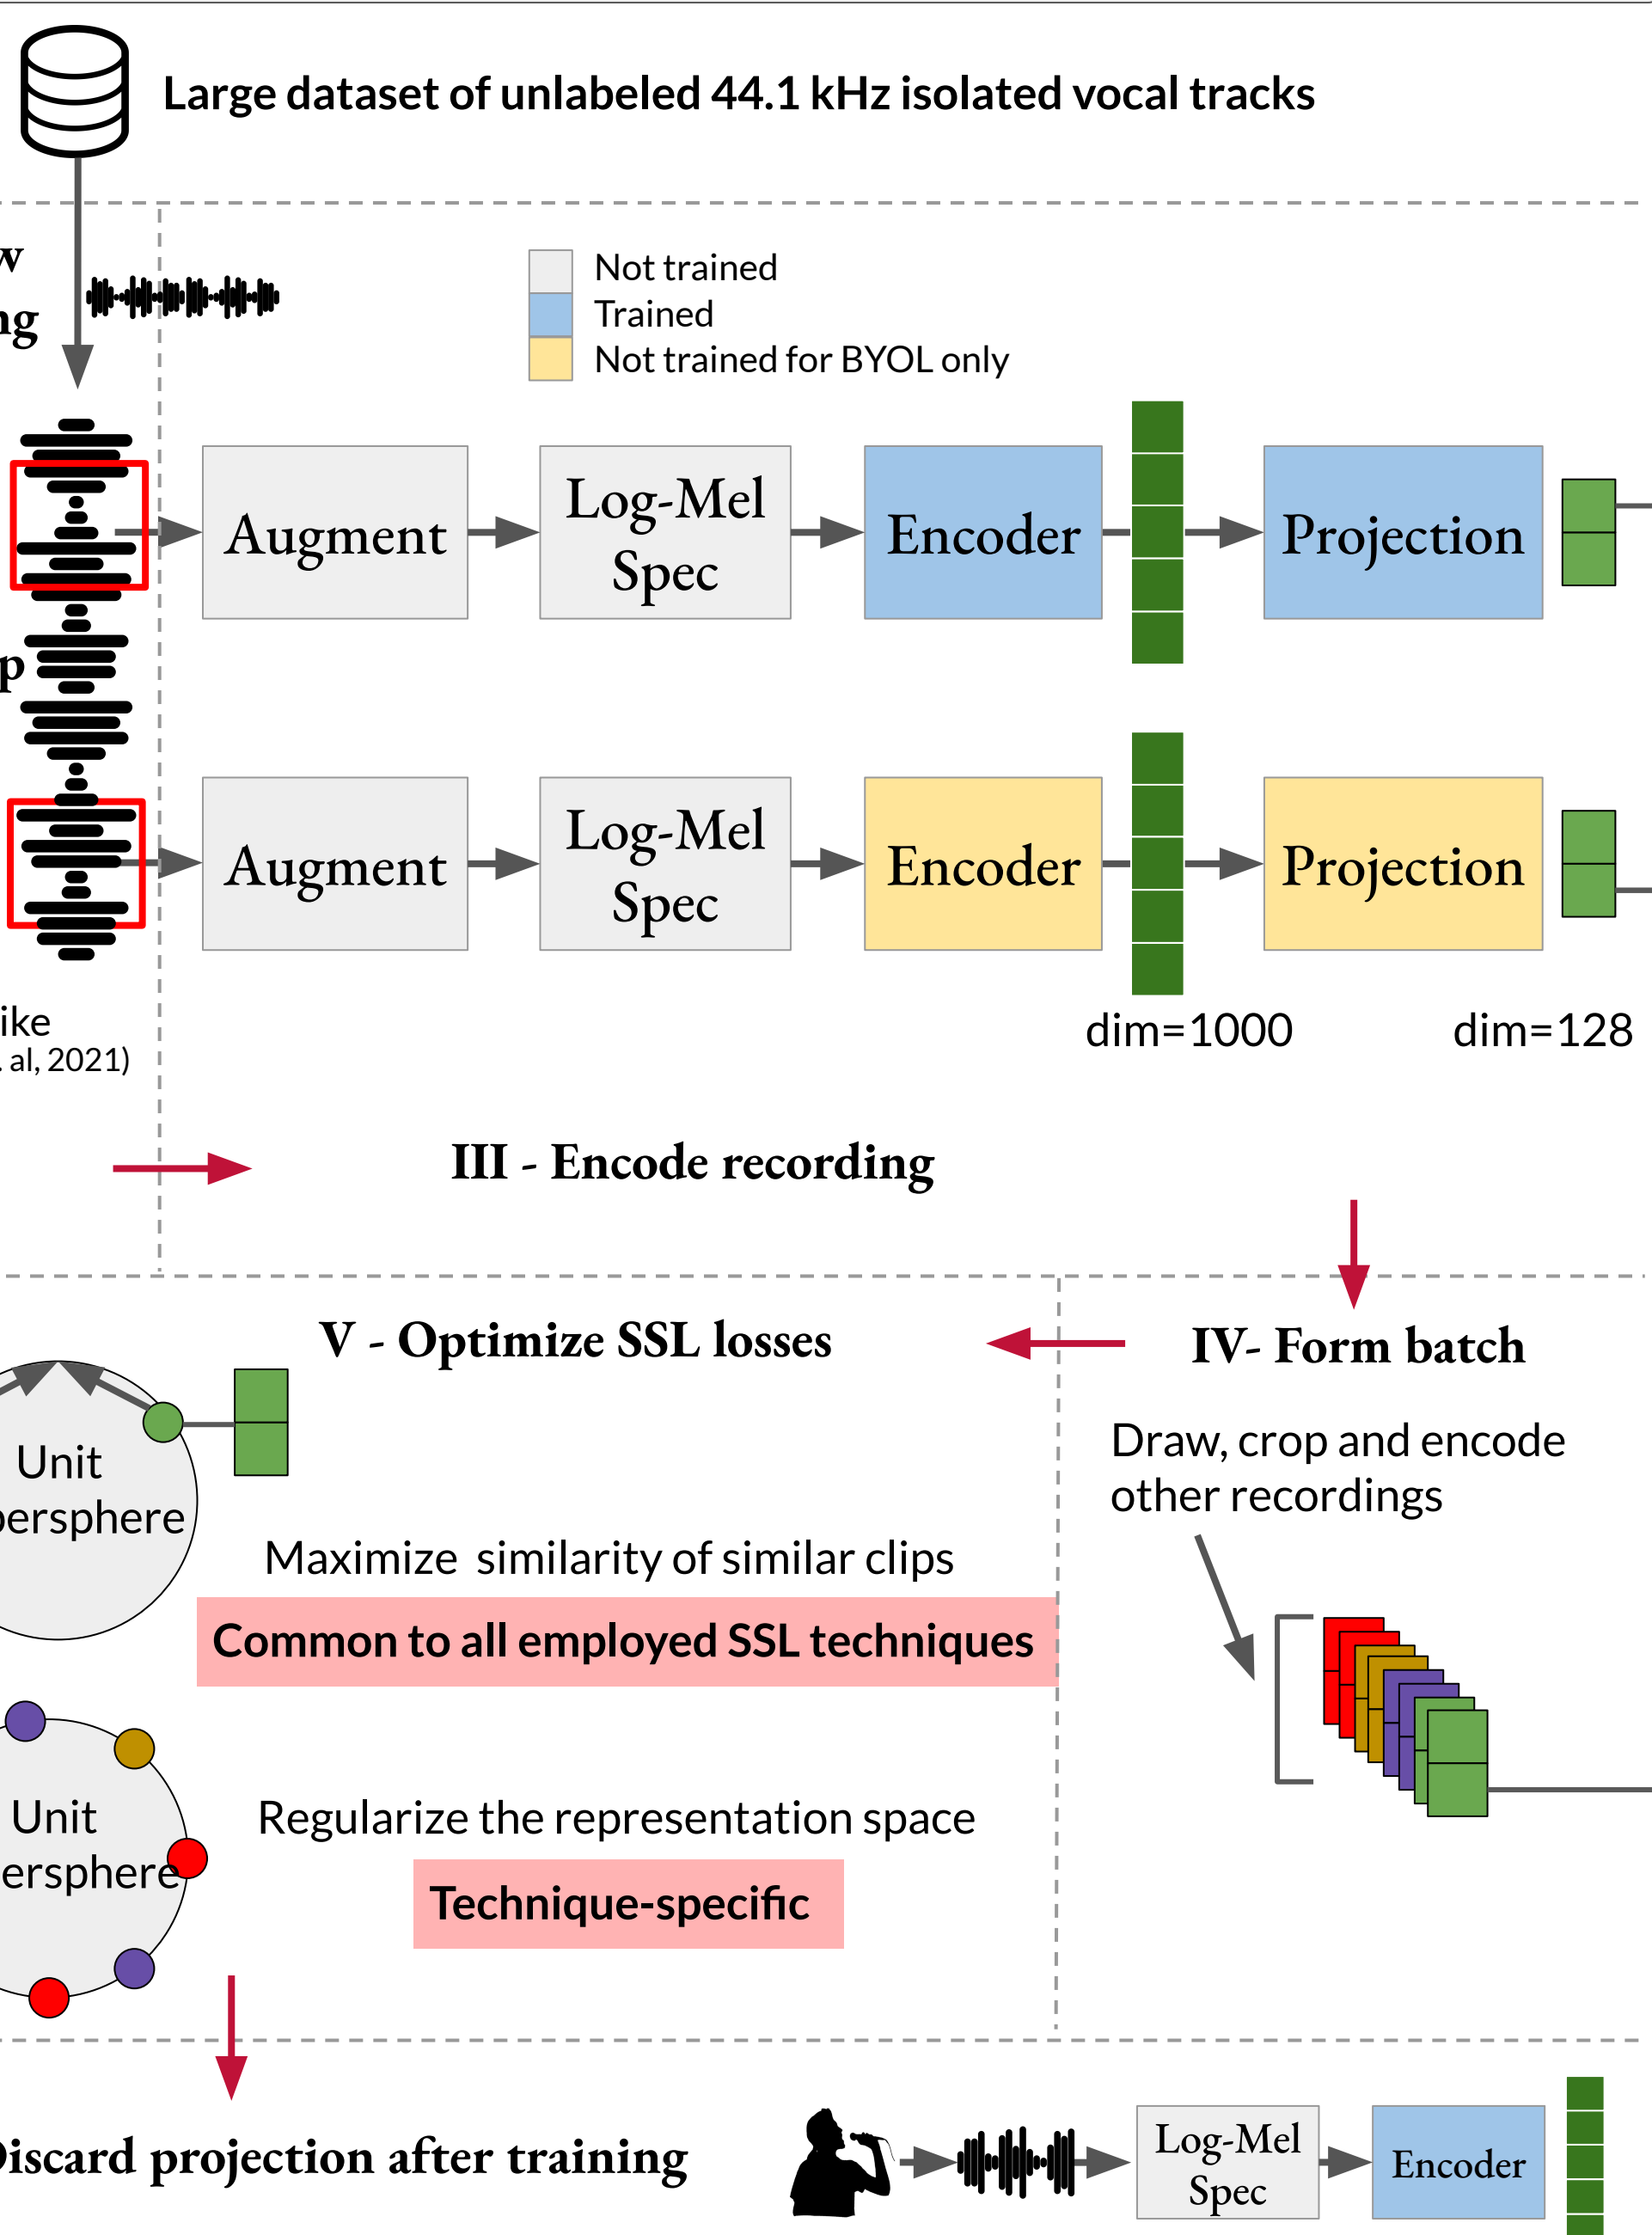 Large dataset of unlabeled 44.1 kHz isolated vocal tracks
Not trained
Trained
Not trained for BYOL only
Augment
Log-Mel
Spec
Encoder
Projection
Augment
Log-Mel
Spec
Encoder
Projection
dim=1000
dim=128
al, 2021)
III - Encode recording
V - Optimize SSL losses
IV- Form batch
Draw, crop and encode
other recordings
Unit
Maximize similarity of similar clips
Common to all employed SSL techniques
Unit
Regularize the representation space
Technique-specific
Discard projection after training
Log-Mel
Spec
Encoder